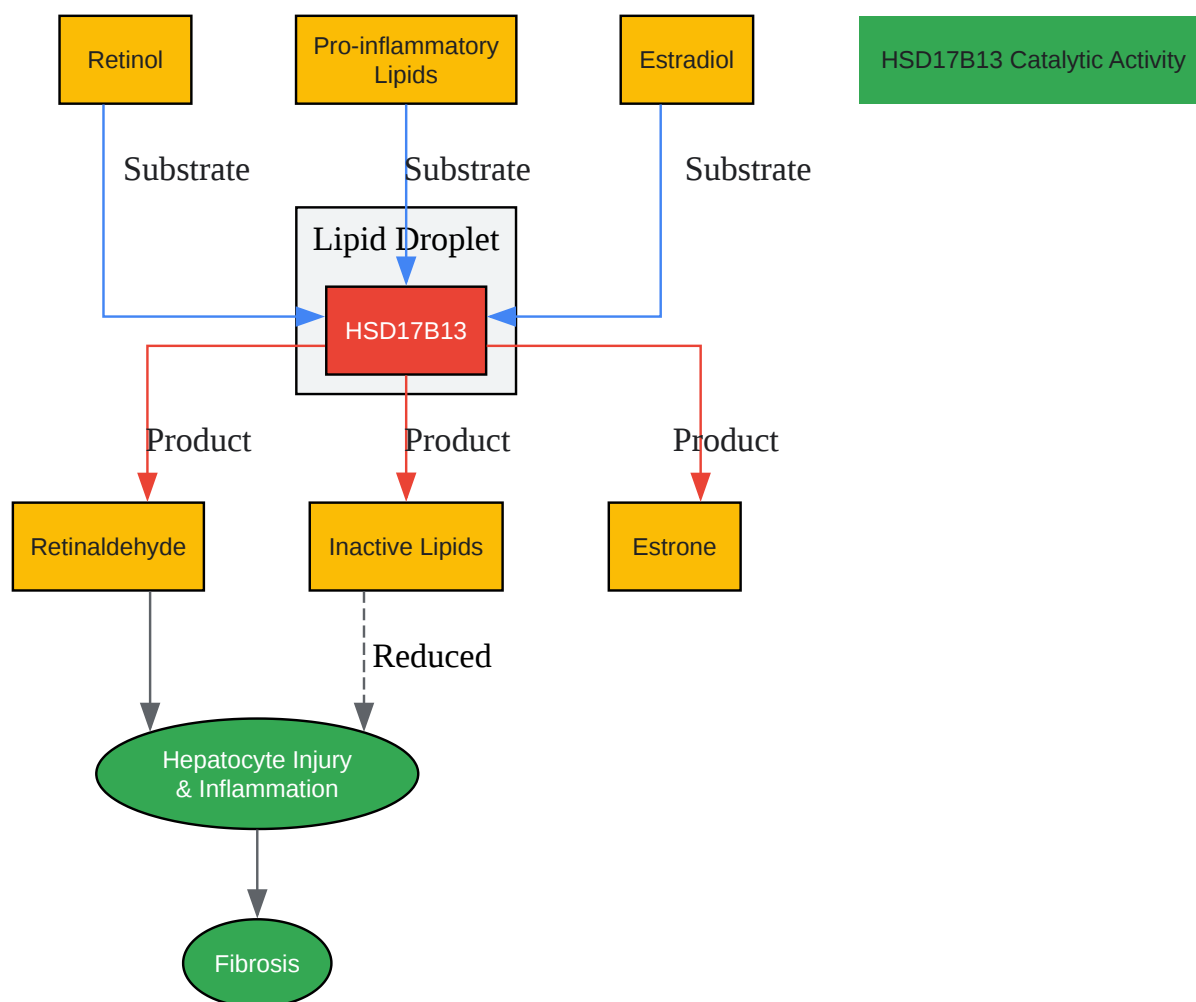 Retinol
Pro-inflammatory
Lipids
Estradiol
HSD17B13 Catalytic Activity
Substrate
Substrate
Substrate
Lipid Droplet
HSD17B13
Product
Product
Product
Retinaldehyde
Inactive Lipids
Estrone
Reduced
Hepatocyte Injury
& Inflammation
Fibrosis